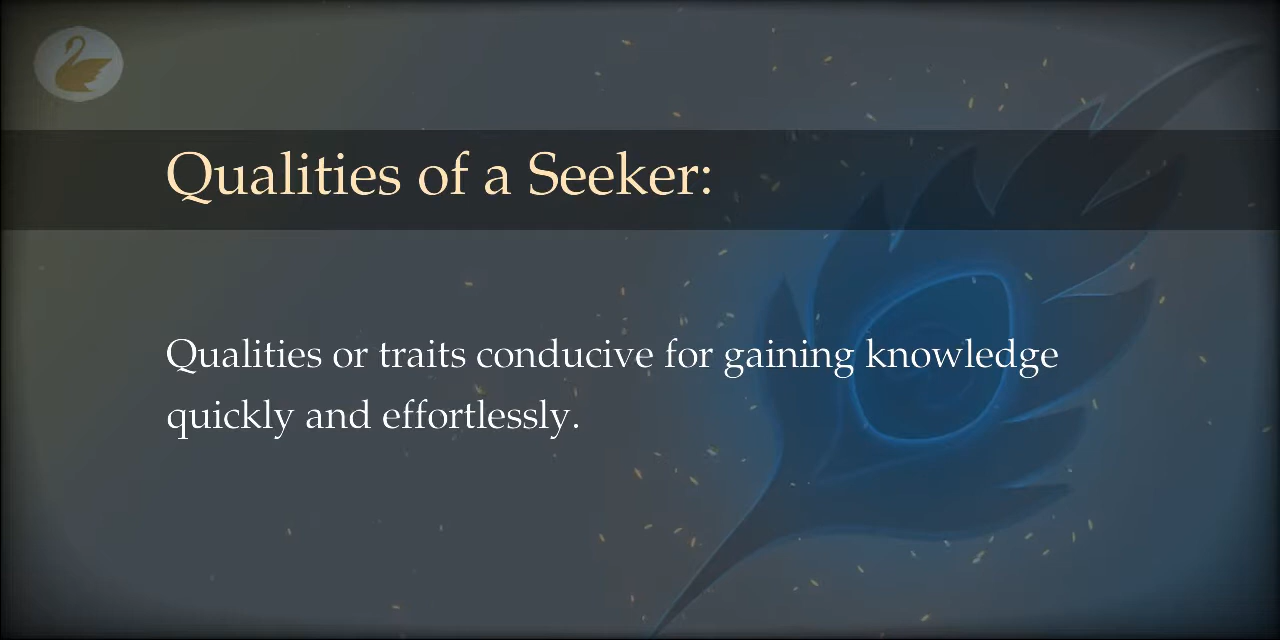 Qualities of a Seeker:
Qualities or traits conducive for gaining knowledge
quickly and effortlessly.